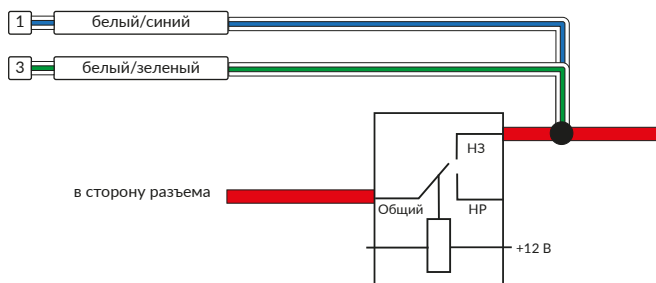 1 белый/синий
3 белый/зеленый
НЗ
в сторону разъема
Общий НР
+12 В